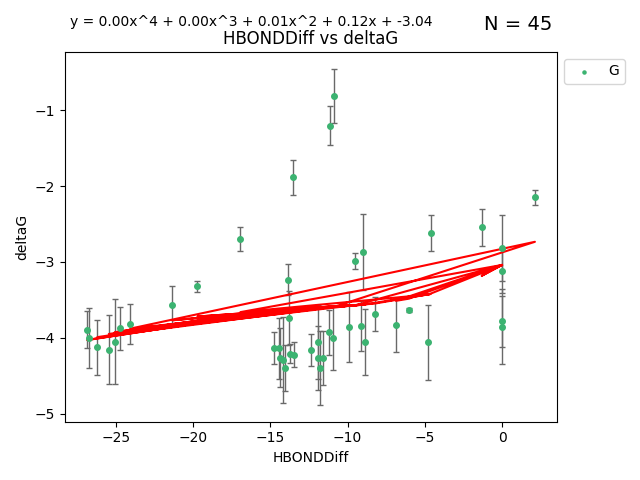 y = 0.00x^4 + 0.00x^3 + 0.01x^2 + 0.12x + -3.04
N = 45
HBONDDiff vs deltaG
G
−1
−2
−3
−4
−5
deltaG
−25 −20 −15 −10 −5 0
HBONDDiff